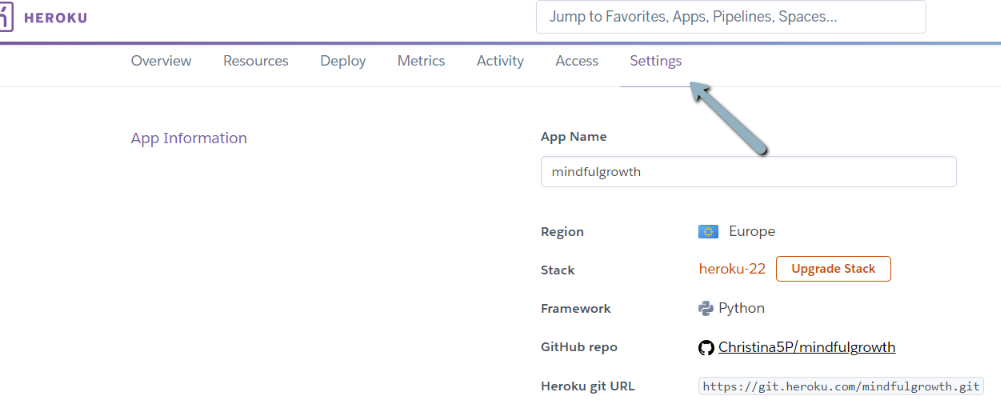 HEROKU
Jump to Favorites, Apps, Pipelines, Spaces...
Overview Resources Deploy Metrics Activity Access Settings
App Information
App Name
mindfulgrowth
Region Europe
Stack heroku-22 Upgrade Stack
Framework Python
GitHub repo Christina5P/mindfulgrowth
Heroku git URL https://git.heroku.com/mindfulgrowth.git